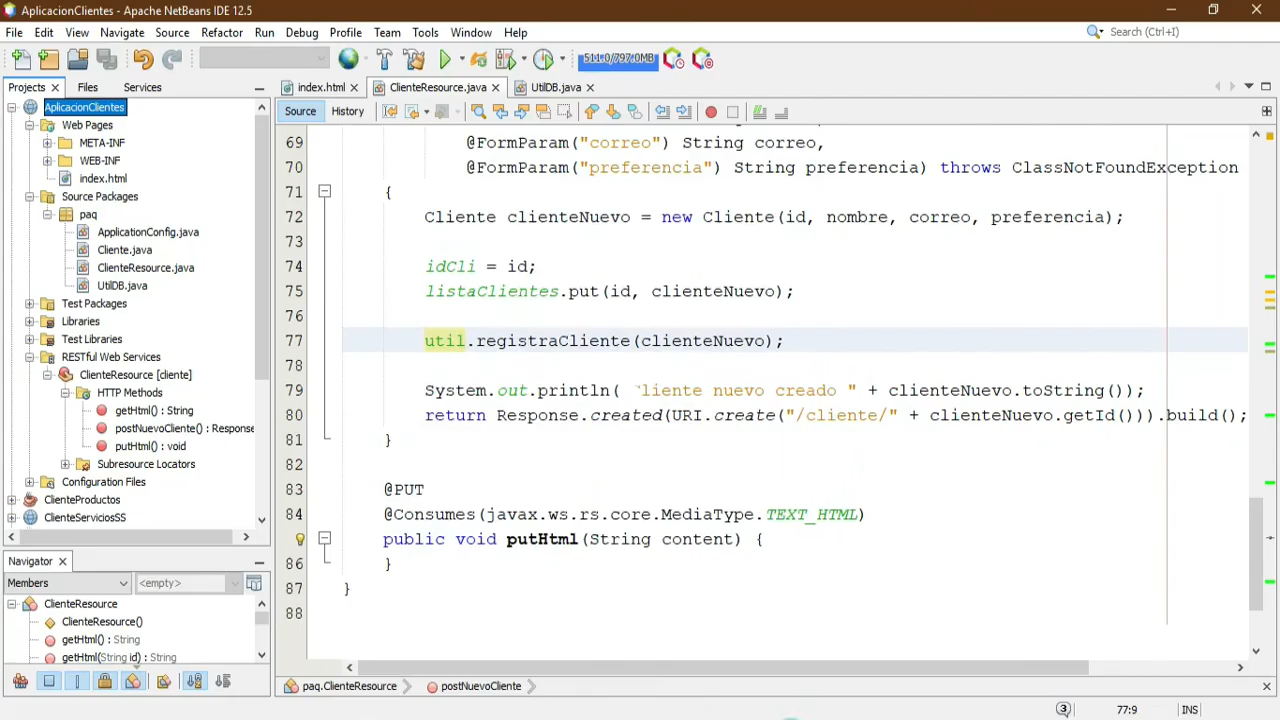 AplicacionClientes - Apache NetBeans IDE 12.5
File Edit View Navigate Source Refactor Run Debug Profile Team Tools Window Help
Search (Ctrl+I)
511.0/797.0MB
Projects Files Services
index.html ClienteResource.java UtilDB.java
Source History
AplicacionClientes
Web Pages
META-INF
WEB-INF
index.html
Source Packages
paq
ApplicationConfig.java
Cliente.java
ClienteResource.java
UtilDB.java
Test Packages
Libraries
Test Libraries
RESTful Web Services
ClienteResource [cliente]
HTTP Methods
getHtml() : String
postNuevoCliente() : Response
putHtml() : void
Subresource Locators
Configuration Files
ClienteProductos
ClienteServiciosSS
Navigator
Members <empty>
ClienteResource
ClienteResource()
getHtml() : String
getHtml(String id) : String
69 @FormParam("correo") String correo,
70 @FormParam("preferencia") String preferencia) throws ClassNotFoundException
71 {
72 Cliente clienteNuevo = new Cliente(id, nombre, correo, preferencia);
73
74 idCli = id;
75 listaClientes.put(id, clienteNuevo);
76
77 util.registraCliente(clienteNuevo);
78
79 System.out.println( liente nuevo creado " + clienteNuevo.toString());
80 return Response.created(URI.create("/cliente/" + clienteNuevo.getId())).build();
81 }
82
83 @PUT
84 @Consumes(javax.ws.rs.core.MediaType.TEXT_HTML)
public void putHtml(String content) {
86 }
87 }
88
paq.ClienteResource postNuevoCliente
3 77:9 INS